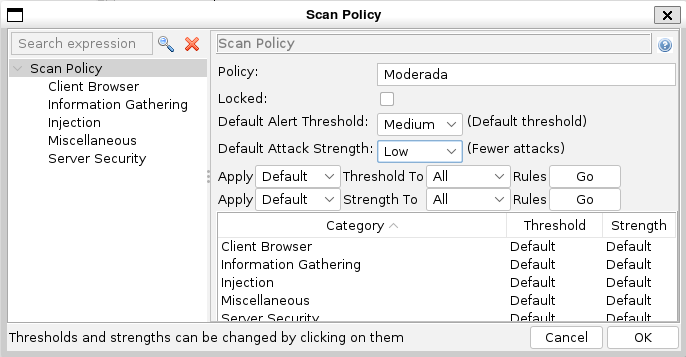 Scan Policy
Search expression
Scan Policy
Client Browser
Information Gathering
Injection
Miscellaneous
Server Security
Scan Policy
Policy: Moderada
Locked:
Default Alert Threshold: Medium (Default threshold)
Default Attack Strength: Low (Fewer attacks)
Apply Default Threshold To All Rules Go
Apply Default Strength To All Rules Go
Category Threshold Strength
Client Browser Default Default
Information Gathering Default Default
Injection Default Default
Miscellaneous Default Default
Server Security Default Default
Thresholds and strengths can be changed by clicking on them
Cancel OK